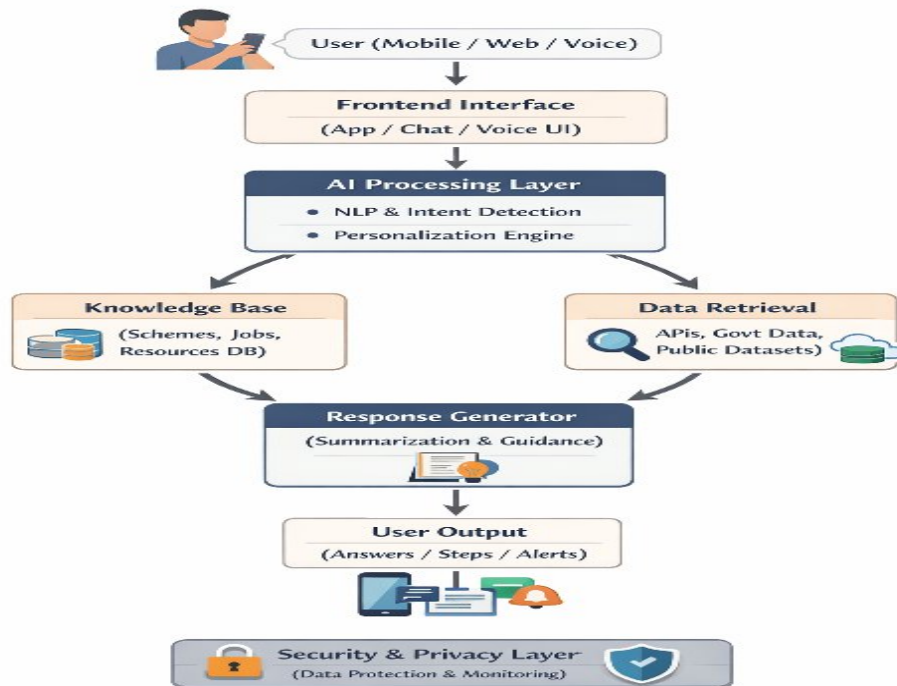 User (Mobile / Web / Voice)
Frontend Interface
(App / Chat / Voice UI)
AI Processing Layer
• NLP & Intent Detection
• Personalization Engine
Knowledge Base
(Schemes, Jobs,
Resources DB)
Data Retrieval
APIs, Govt Data,
Public Datasets)
Response Generator
(Summarization & Guidance)
User Output
(Answers / Steps / Alerts)
Security & Privacy Layer
(Data Protection & Monitoring)